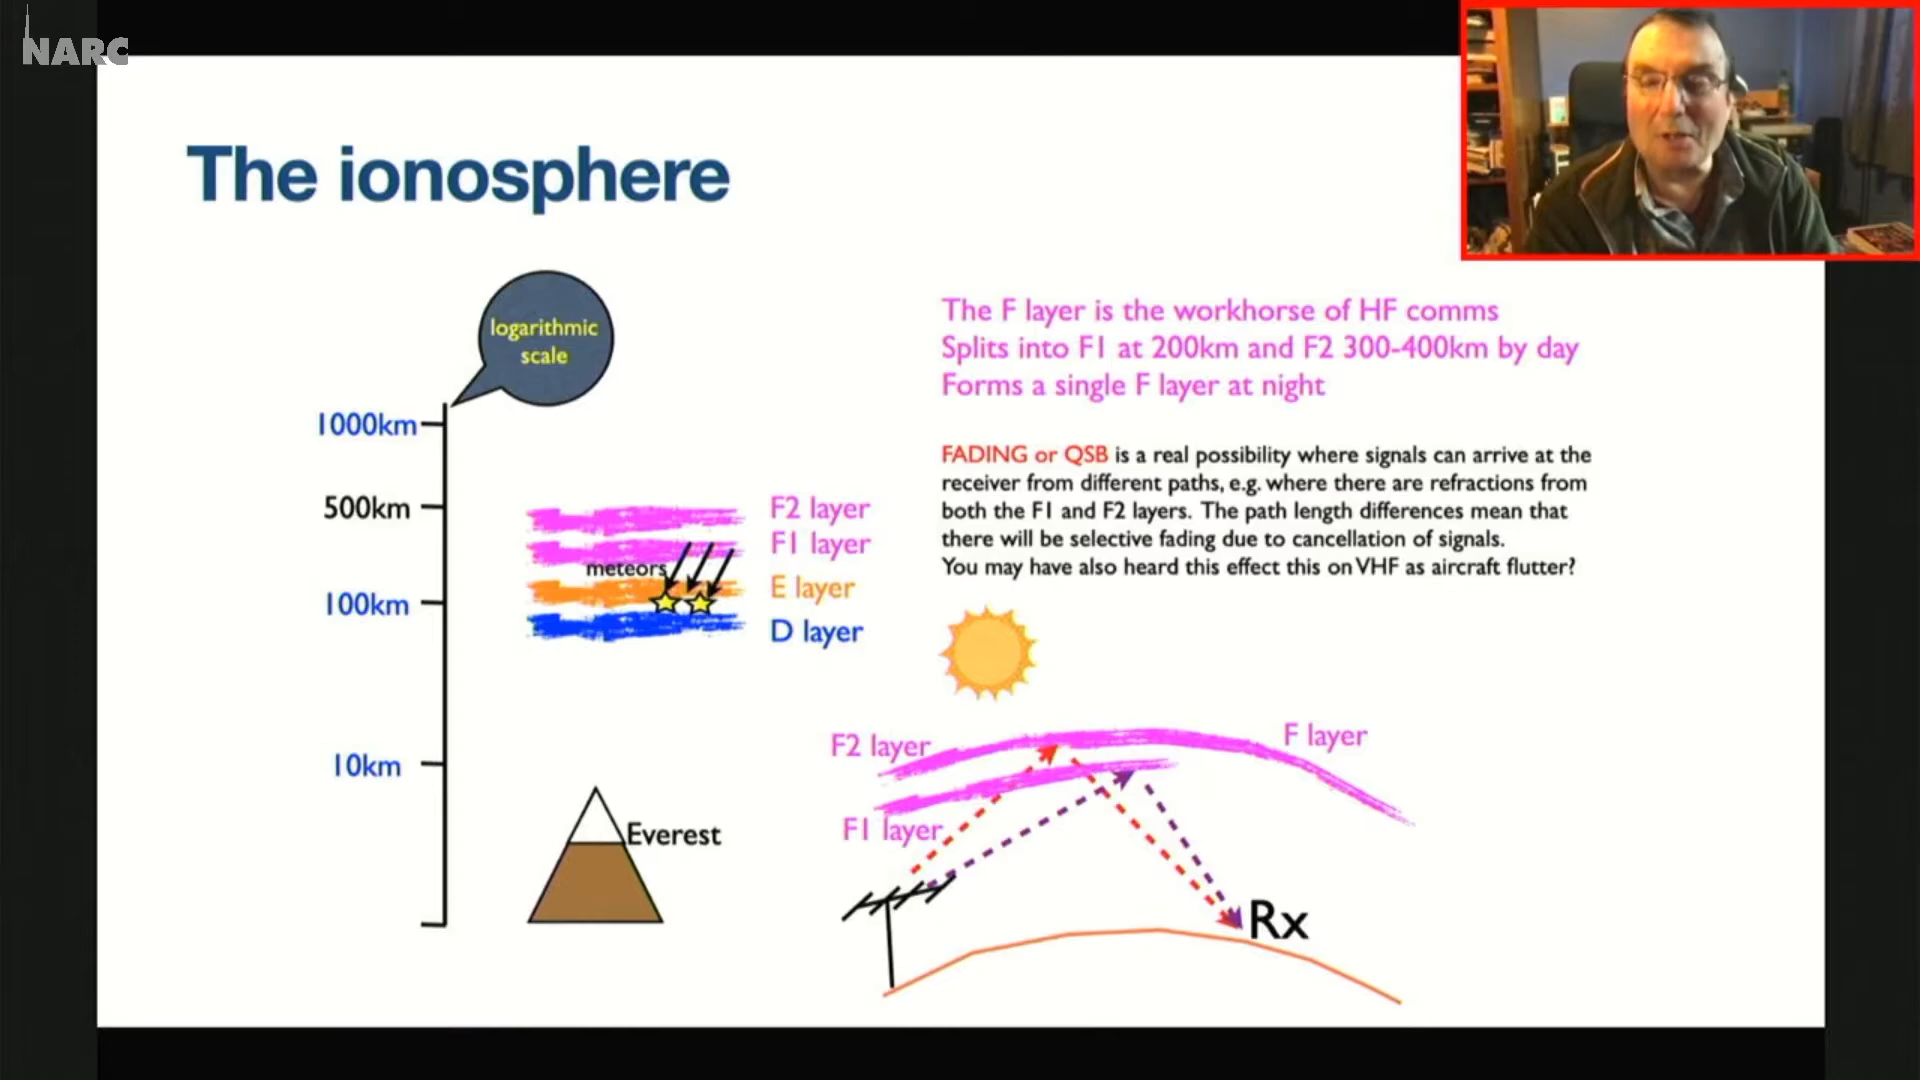 NARC
The ionosphere
logarithmic
scale
1000km
500km
100km
10km
F2 layer
F1 layer
meteors
E layer
D layer
Everest
The F layer is the workhorse of HF comms
Splits into F1 at 200km and F2 300-400km by day
Forms a single F layer at night
FADING or QSB is a real possibility where signals can arrive at the
receiver from different paths, e.g. where there are refractions from
both the F1 and F2 layers. The path length differences mean that
there will be selective fading due to cancellation of signals.
You may have also heard this effect this on VHF as aircraft flutter?
F2 layer
F layer
F1 layer
Rx